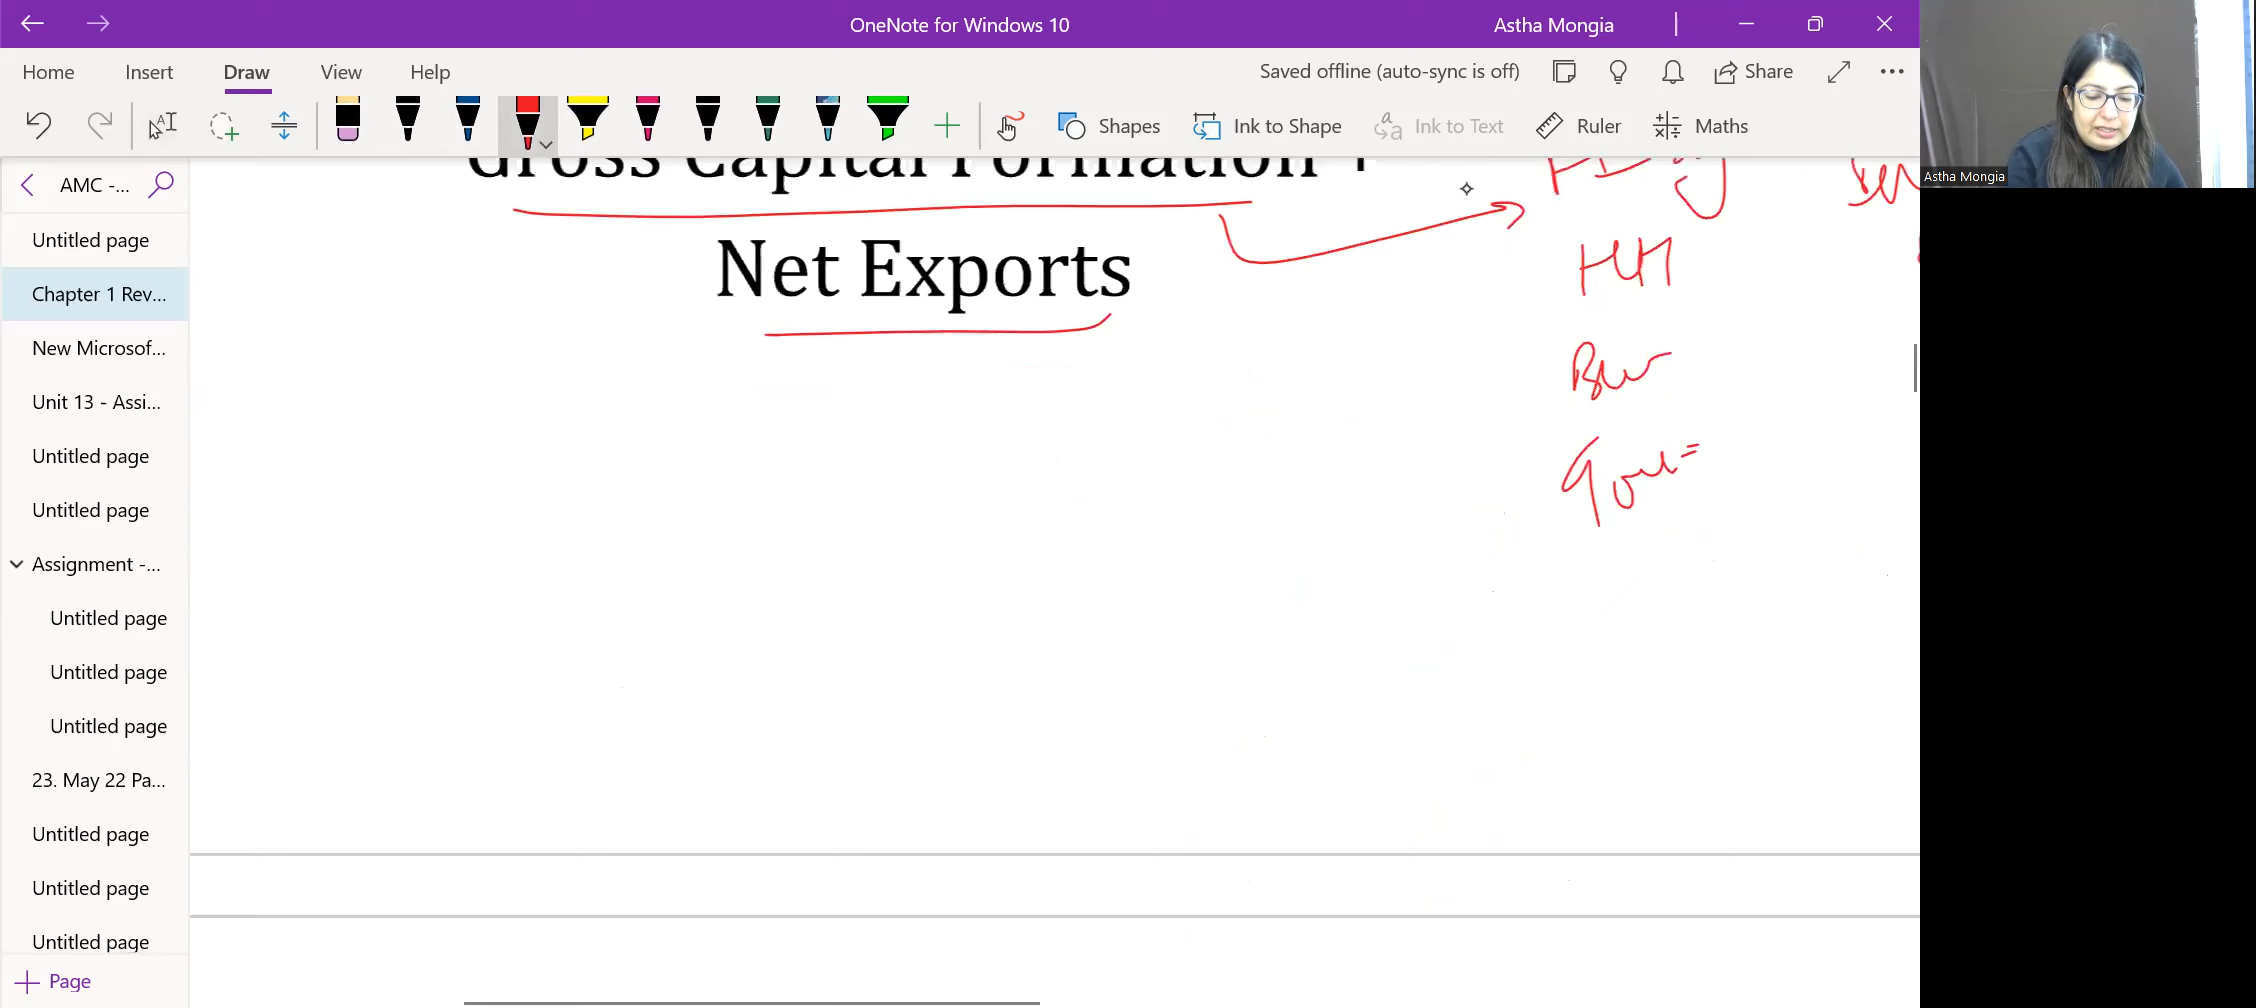 OneNote for Windows 10
Astha Mongia
Home Insert Draw View Help
Saved offline (auto-sync is off)
Share
Shapes
Ink to Shape
Ink to Text
Ruler
Maths
AMC -...
Untitled page
Chapter 1 Rev...
New Microsof...
Unit 13 - Assi...
Untitled page
Untitled page
Assignment -...
Untitled page
Untitled page
Untitled page
23. May 22 Pa...
Untitled page
Untitled page
Untitled page
Page
Gross Capital Formation +
Net Exports
HH
Astha Mongia